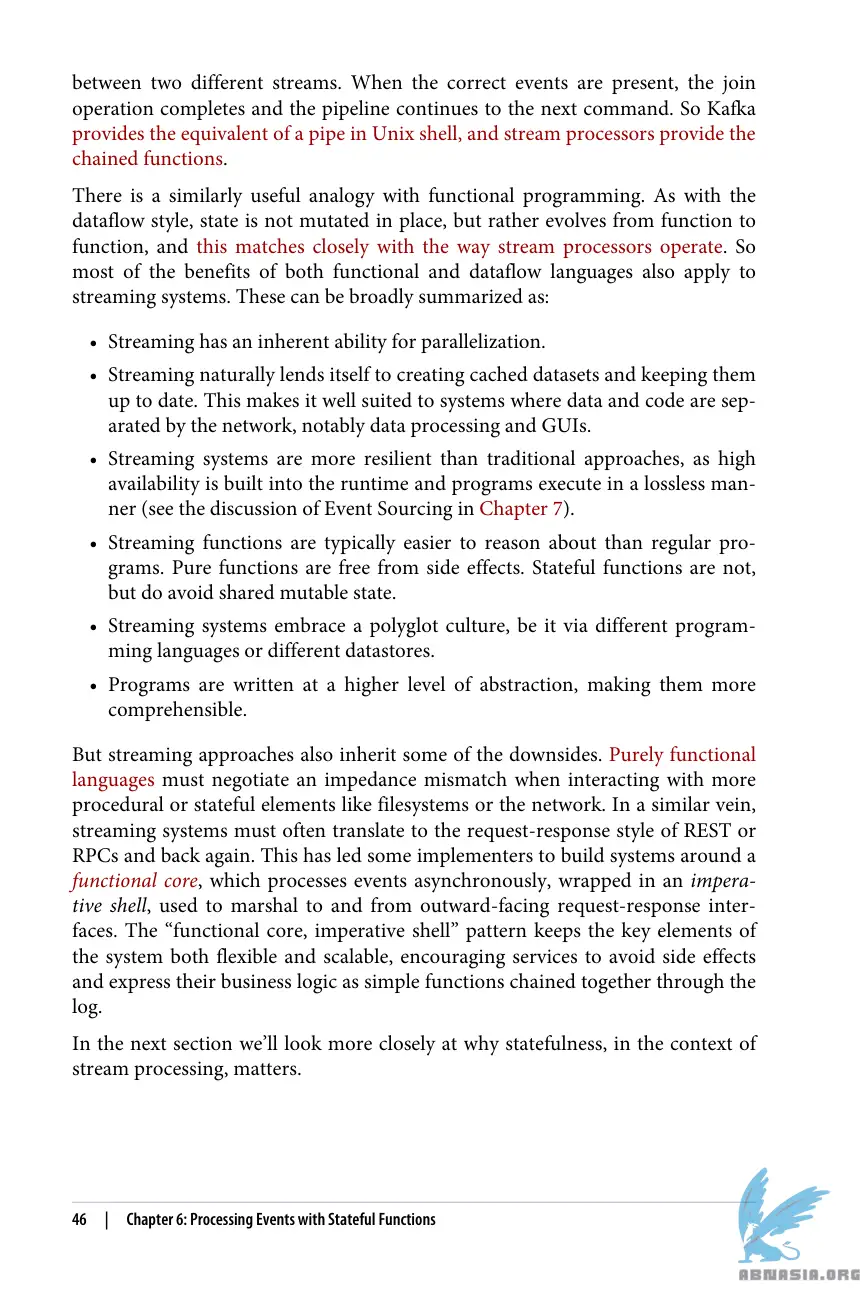 between two different streams. When the correct events are present, the join
operation completes and the pipeline continues to the next command. So Kafka
provides the equivalent of a pipe in Unix shell, and stream processors provide the
chained functions.
There is a similarly useful analogy with functional programming. As with the
dataflow style, state is not mutated in place, but rather evolves from function to
function, and this matches closely with the way stream processors operate. So
most of the benefits of both functional and dataflow languages also apply to
streaming systems. These can be broadly summarized as:
• Streaming has an inherent ability for parallelization.
• Streaming naturally lends itself to creating cached datasets and keeping them
up to date. This makes it well suited to systems where data and code are sep-
arated by the network, notably data processing and GUIs.
• Streaming systems are more resilient than traditional approaches, as high
availability is built into the runtime and programs execute in a lossless man-
ner (see the discussion of Event Sourcing in Chapter 7).
• Streaming functions are typically easier to reason about than regular pro-
grams. Pure functions are free from side effects. Stateful functions are not,
but do avoid shared mutable state.
• Streaming systems embrace a polyglot culture, be it via different program-
ming languages or different datastores.
• Programs are written at a higher level of abstraction, making them more
comprehensible.
But streaming approaches also inherit some of the downsides. Purely functional
languages must negotiate an impedance mismatch when interacting with more
procedural or stateful elements like filesystems or the network. In a similar vein,
streaming systems must often translate to the request-response style of REST or
RPCs and back again. This has led some implementers to build systems around a
functional core, which processes events asynchronously, wrapped in an impera-
tive shell, used to marshal to and from outward-facing request-response inter-
faces. The “functional core, imperative shell” pattern keeps the key elements of
the system both flexible and scalable, encouraging services to avoid side effects
and express their business logic as simple functions chained together through the
log.
In the next section we’ll look more closely at why statefulness, in the context of
stream processing, matters.
46 | Chapter 6: Processing Events with Stateful Functions
ABNASIA.ORG